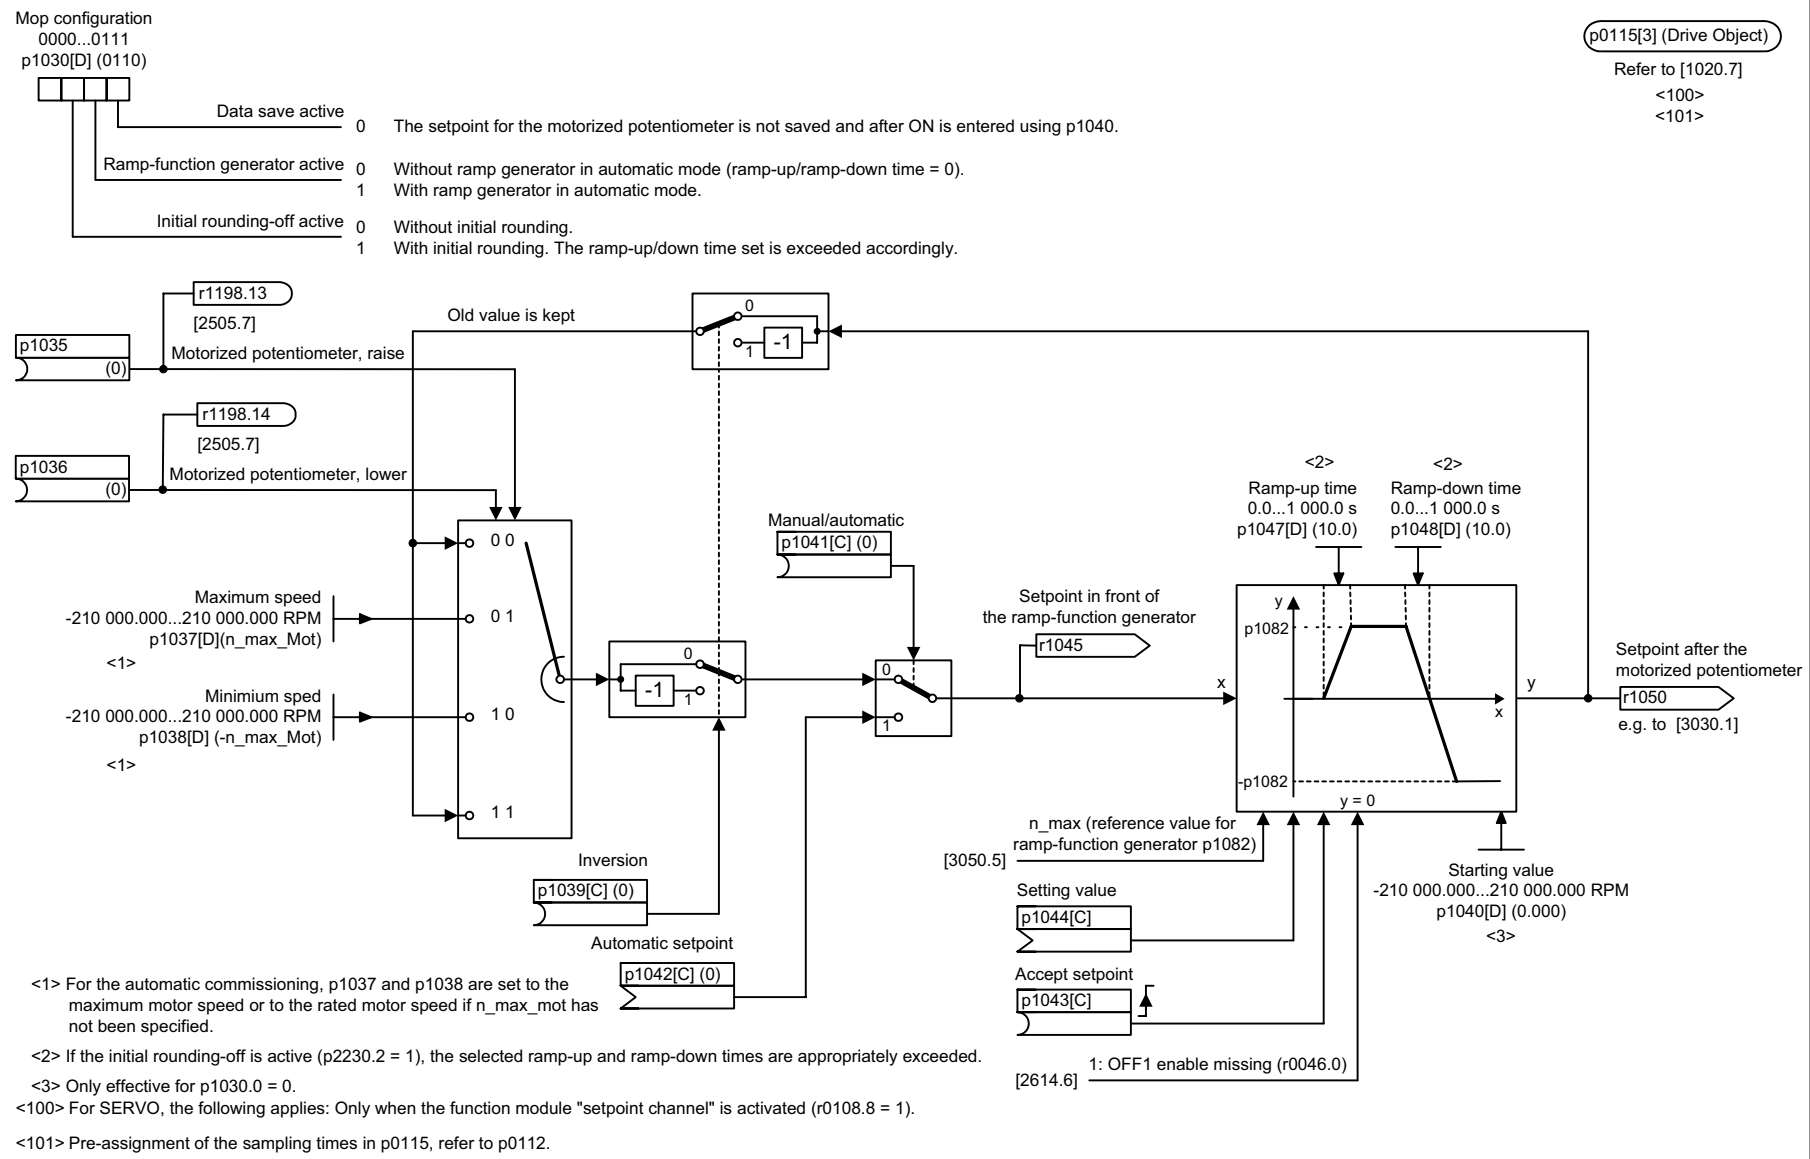 Mop configuration
0000...0111
p1030[D] (0110)
p0115[3] (Drive Object)
Refer to [1020.7]
<100>
<101>
Data save active
0 The setpoint for the motorized potentiometer is not saved and after ON is entered using p1040.
Ramp-function generator active
0 Without ramp generator in automatic mode (ramp-up/ramp-down time = 0).
1 With ramp generator in automatic mode.
Initial rounding-off active
0 Without initial rounding.
1 With initial rounding. The ramp-up/down time set is exceeded accordingly.
r1198.13
[2505.7]
p1035
(0)
Motorized potentiometer, raise
Old value is kept
0
1
-1
r1198.14
[2505.7]
p1036
(0)
Motorized potentiometer, lower
0 0
0 1
1 0
1 1
Maximum speed
-210 000.000...210 000.000 RPM
p1037[D](n_max_Mot)
<1>
Minimium sped
-210 000.000...210 000.000 RPM
p1038[D] (-n_max_Mot)
<1>
0
-1
1
Manual/automatic
p1041[C] (0)
0
1
Setpoint in front of
the ramp-function generator
r1045
<2>
Ramp-up time
0.0...1 000.0 s
p1047[D] (10.0)
<2>
Ramp-down time
0.0...1 000.0 s
p1048[D] (10.0)
x
y
p1082
x
-p1082
y = 0
y
Setpoint after the
motorized potentiometer
r1050
e.g. to [3030.1]
Inversion
p1039[C] (0)
Automatic setpoint
p1042[C] (0)
n_max (reference value for
ramp-function generator p1082)
[3050.5]
Setting value
p1044[C]
Accept setpoint
p1043[C]
1: OFF1 enable missing (r0046.0)
[2614.6]
Starting value
-210 000.000...210 000.000 RPM
p1040[D] (0.000)
<3>
<1> For the automatic commissioning, p1037 and p1038 are set to the
maximum motor speed or to the rated motor speed if n_max_mot has
not been specified.
<2> If the initial rounding-off is active (p2230.2 = 1), the selected ramp-up and ramp-down times are appropriately exceeded.
<3> Only effective for p1030.0 = 0.
<100> For SERVO, the following applies: Only when the function module "setpoint channel" is activated (r0108.8 = 1).
<101> Pre-assignment of the sampling times in p0115, refer to p0112.